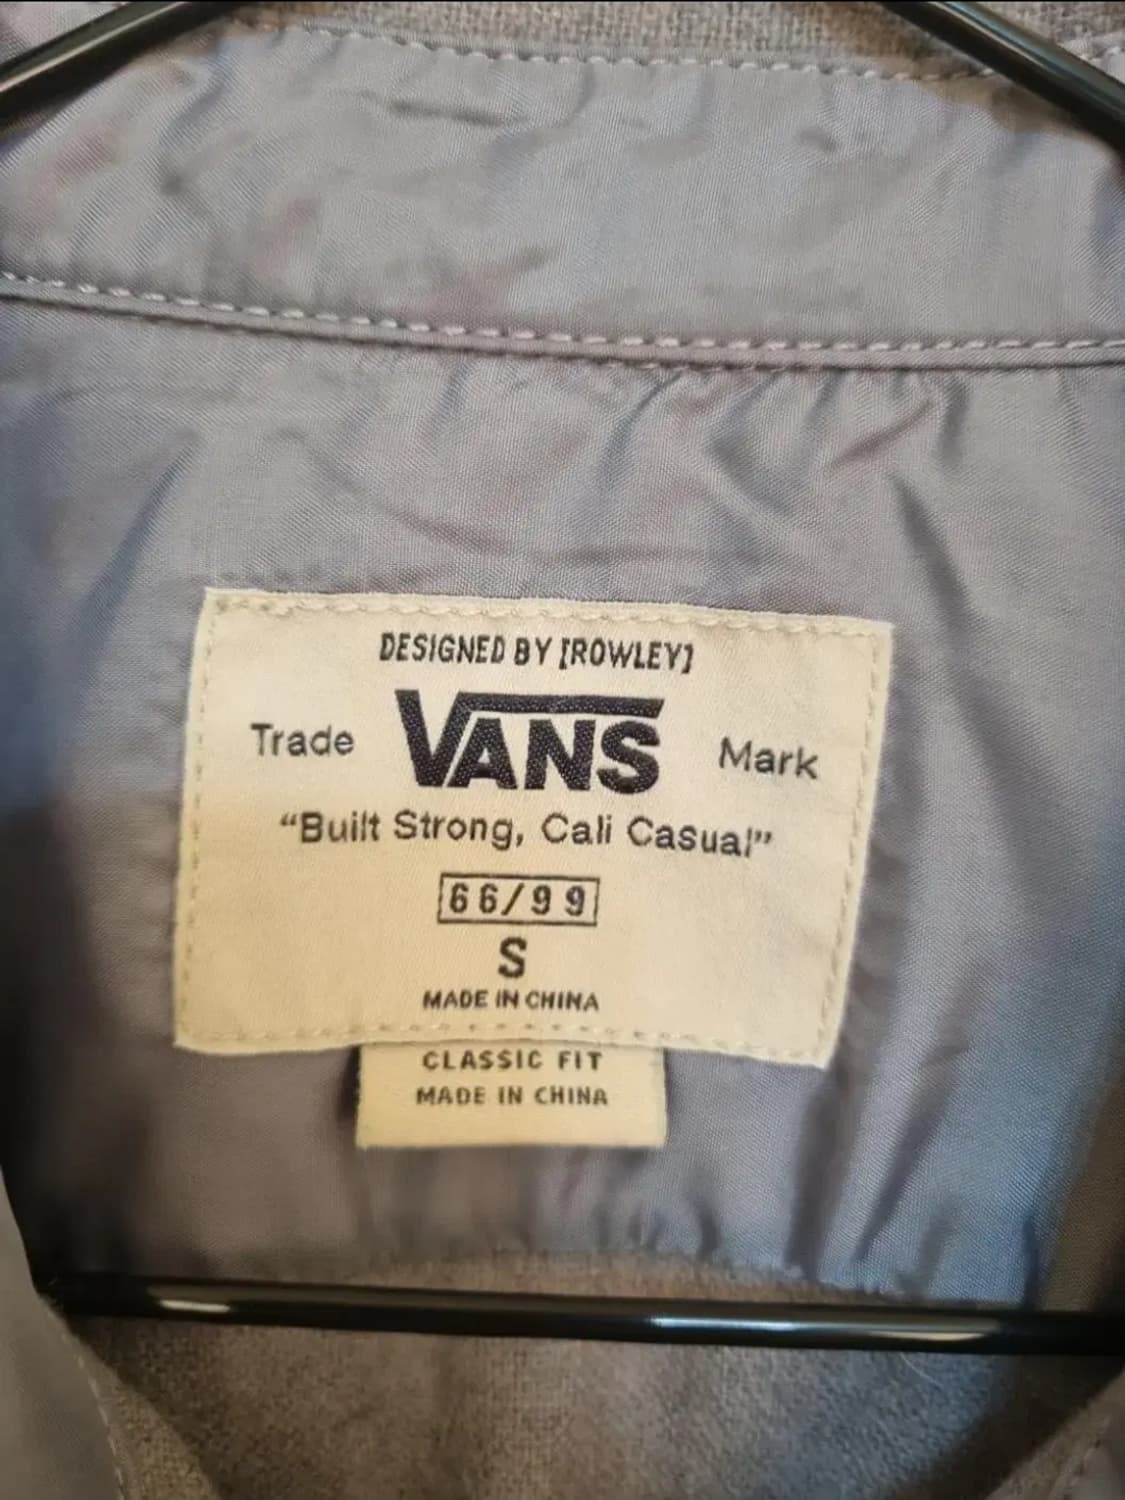 DESIGNED BY [ROWLEY]
Trade VANS Mark
“Built Strong, Cali Casual”
66/99
S
MADE IN CHINA
CLASSIC FIT
MADE IN CHINA